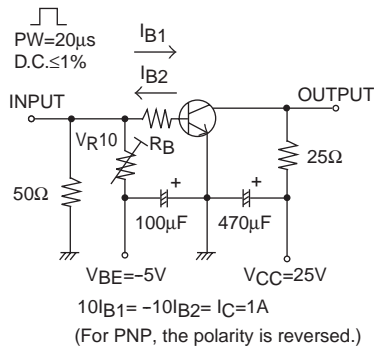 PW=20μs
D.C.≤1%
IB1
IB2
INPUT
OUTPUT
VR10
RB
50Ω
25Ω
+
+
100μF
470μF
VBE=−5V
VCC=25V
10IB1= −10IB2= IC=1A
(For PNP, the polarity is reversed.)